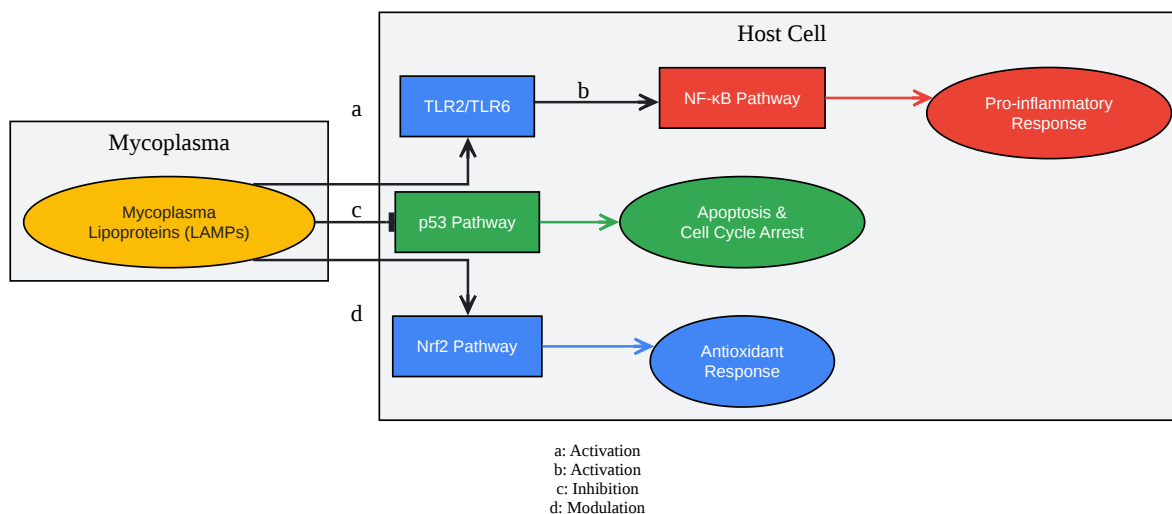 Host Cell
a
TLR2/TLR6
b
NF-κB Pathway
Pro-inflammatory
Response
Mycoplasma
Mycoplasma
Lipoproteins (LAMPs)
c
p53 Pathway
Apoptosis &
Cell Cycle Arrest
d
Nrf2 Pathway
Antioxidant
Response
a: Activation
b: Activation
c: Inhibition
d: Modulation